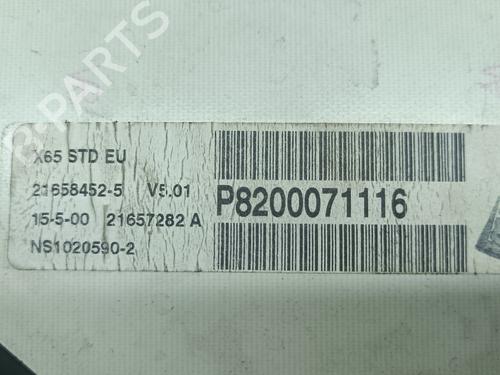 X65 STD EU
21658452-5 V5.01
15-5-00 21657282 A
NS1020590-2
P8200071116
R-PARTS